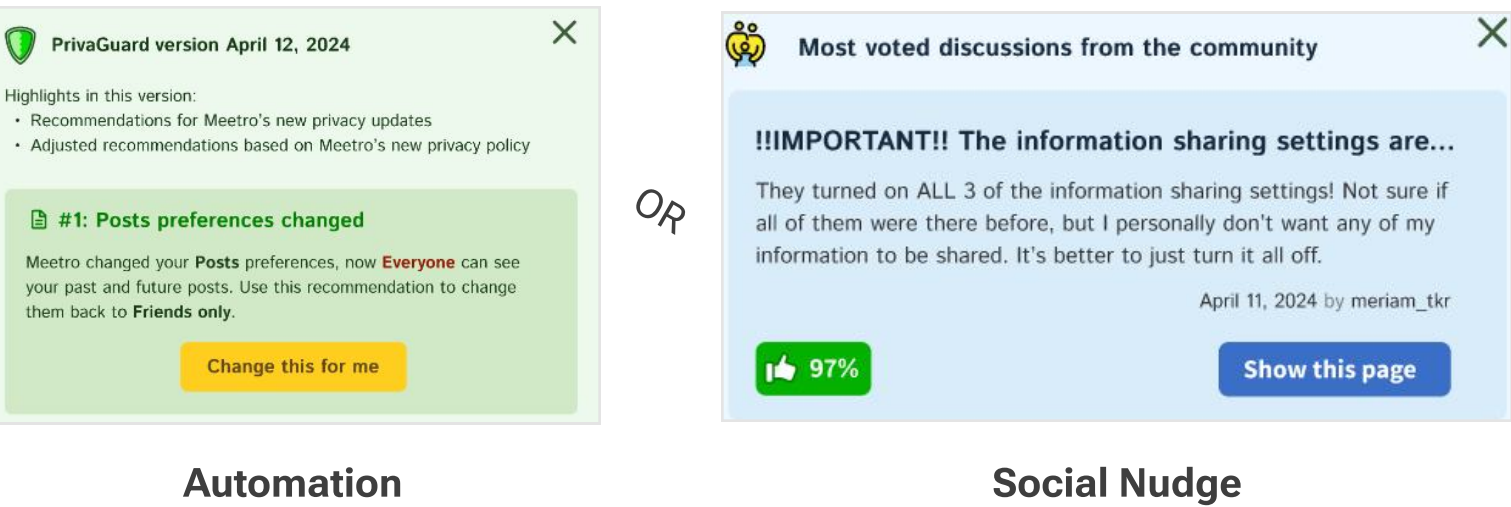 PrivaGuard version April 12, 2024
Highlights in this version:
• Recommendations for Meetro's new privacy updates
• Adjusted recommendations based on Meetro's new privacy policy
#1: Posts preferences changed
Meetro changed your Posts preferences, now Everyone can see
your past and future posts. Use this recommendation to change
them back to Friends only.
Change this for me
Automation
OR
Most voted discussions from the community
!!IMPORTANT!! The information sharing settings are...
They turned on ALL 3 of the information sharing settings! Not sure if
all of them were there before, but I personally don't want any of my
information to be shared. It's better to just turn it all off.
April 11, 2024 by meriam_tkr
97%
Show this page
Social Nudge